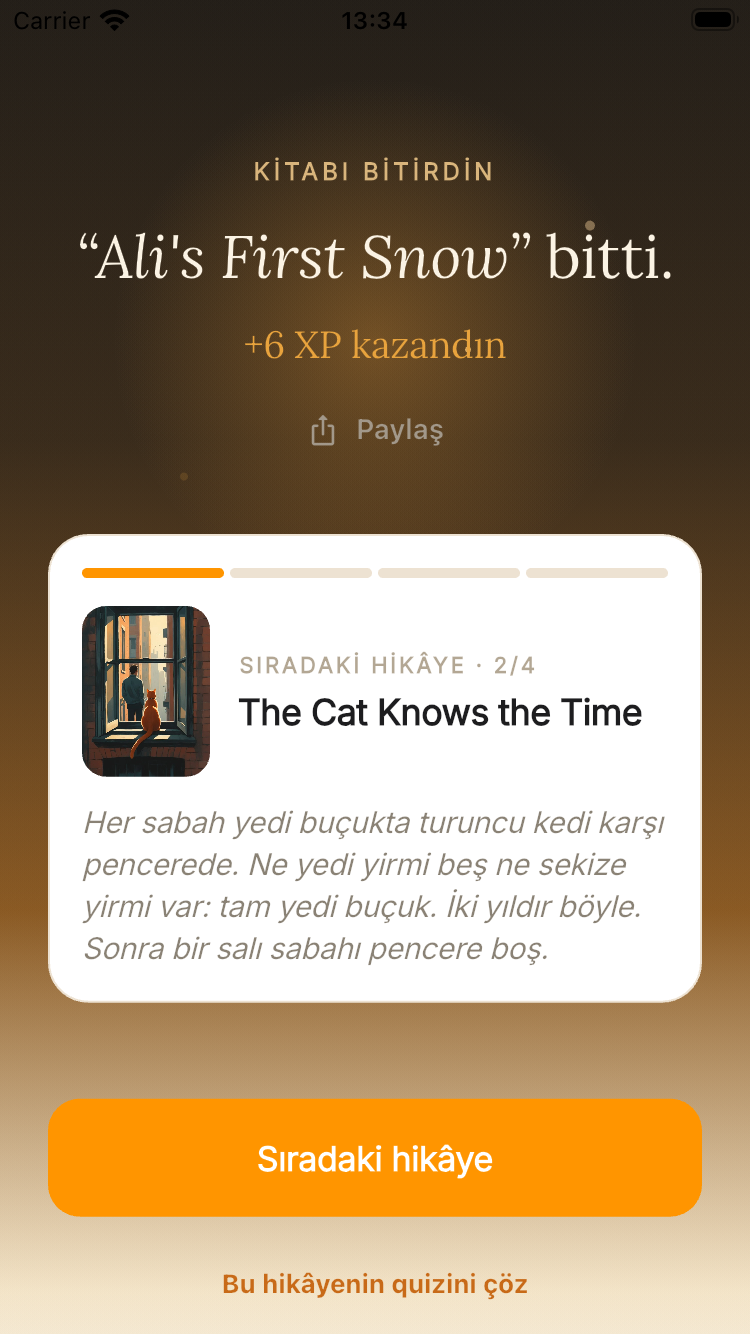 Carrier 13:34
KİTABI BİTİRDİN
“Ali's First Snow” bitti.
+6 XP kazandın
Paylaş
SIRADAKİ HİKÂYE · 2/4
The Cat Knows the Time
Her sabah yedi buçukta turuncu kedi karşı
pencerede. Ne yedi yirmi beş ne sekize
yirmi var: tam yedi buçuk. İki yıldır böyle.
Sonra bir salı sabahı pencere boş.
Sıradaki hikâye
Bu hikâyenin quizini çöz